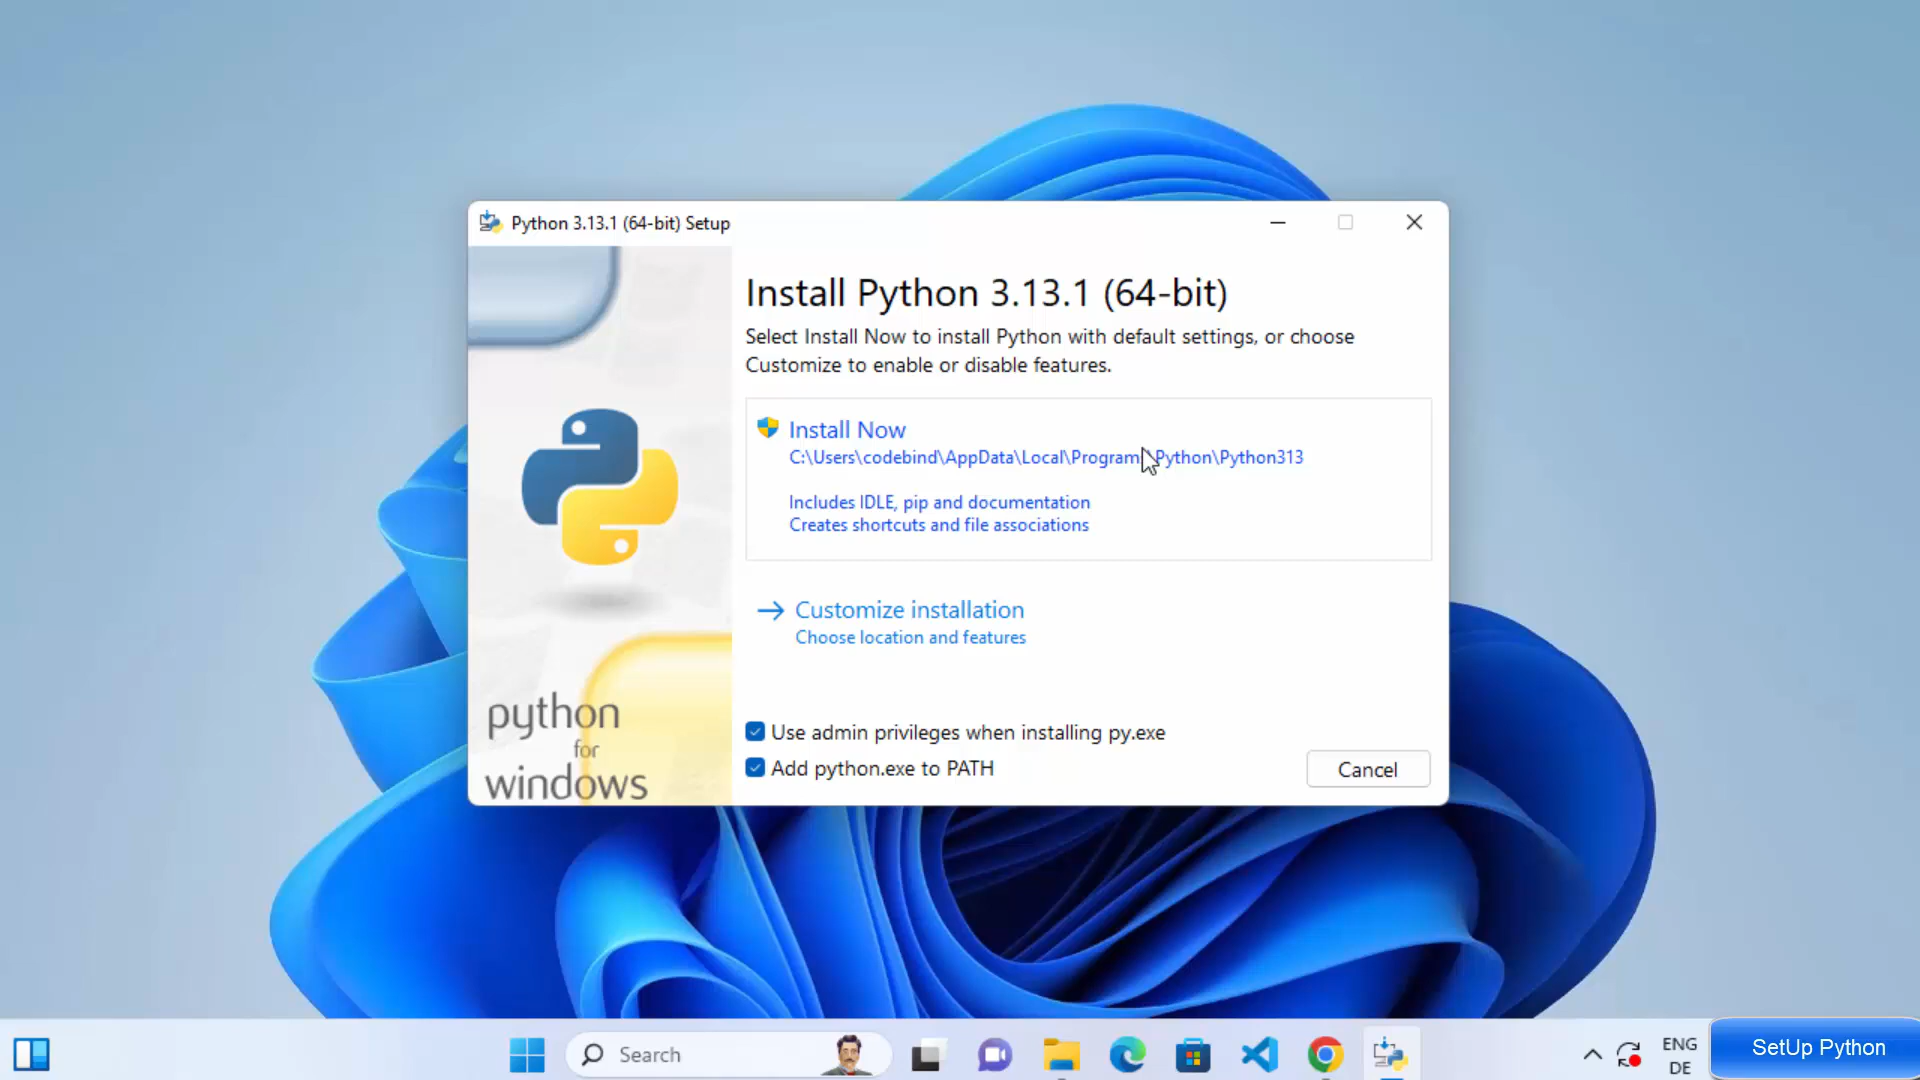 Python 3.13.1 (64-bit) Setup
Install Python 3.13.1 (64-bit)
Select Install Now to install Python with default settings, or choose
Customize to enable or disable features.
Install Now
C:\Users\codebind\AppData\Local\Programs\Python\Python313
Includes IDLE, pip and documentation
Creates shortcuts and file associations
Customize installation
Choose location and features
python
for
windows
Use admin privileges when installing py.exe
Add python.exe to PATH
Cancel
Search
ENG
DE
SetUp Python